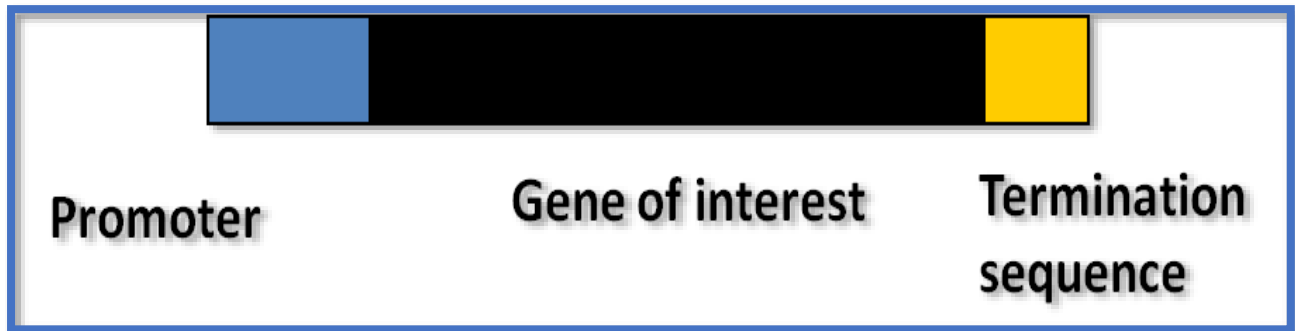 Promoter
Gene of interest
Termination
sequence